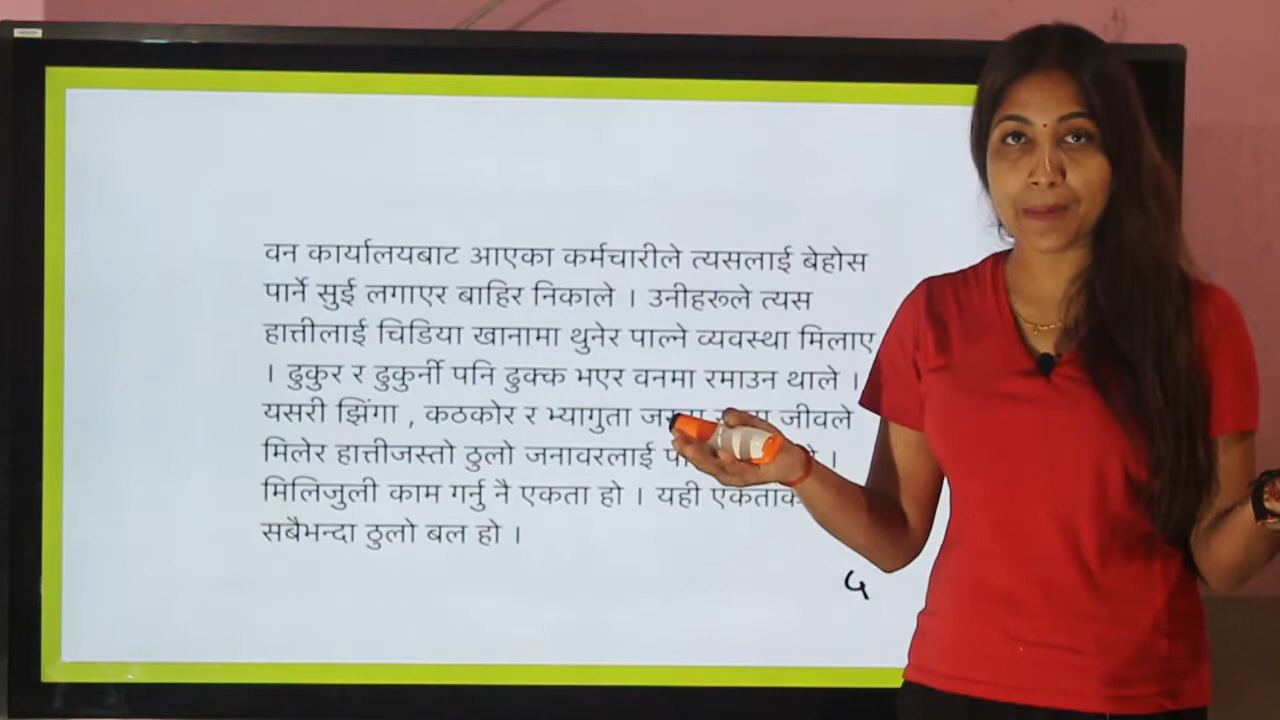 वन कार्यालयबाट आएका कर्मचारीले त्यसलाई बेहोस
पार्ने सुई लगाएर बाहिर निकाले । उनीहरूले त्यस
हात्तीलाई चिडिया खानामा थुनेर पाल्ने व्यवस्था मिलाए
। ढुकुर र ढुकुर्नी पनि ढुक्क भएर वनमा रमाउन थाले ।
यसरी झिंगा , कठकोर र भ्यागुता जीवले
मिलेर हात्तीजस्तो ठुलो जनावरलाई ।
मिलिजुली काम गर्नु नै एकता हो । यही
सबैभन्दा ठुलो बल हो ।
५